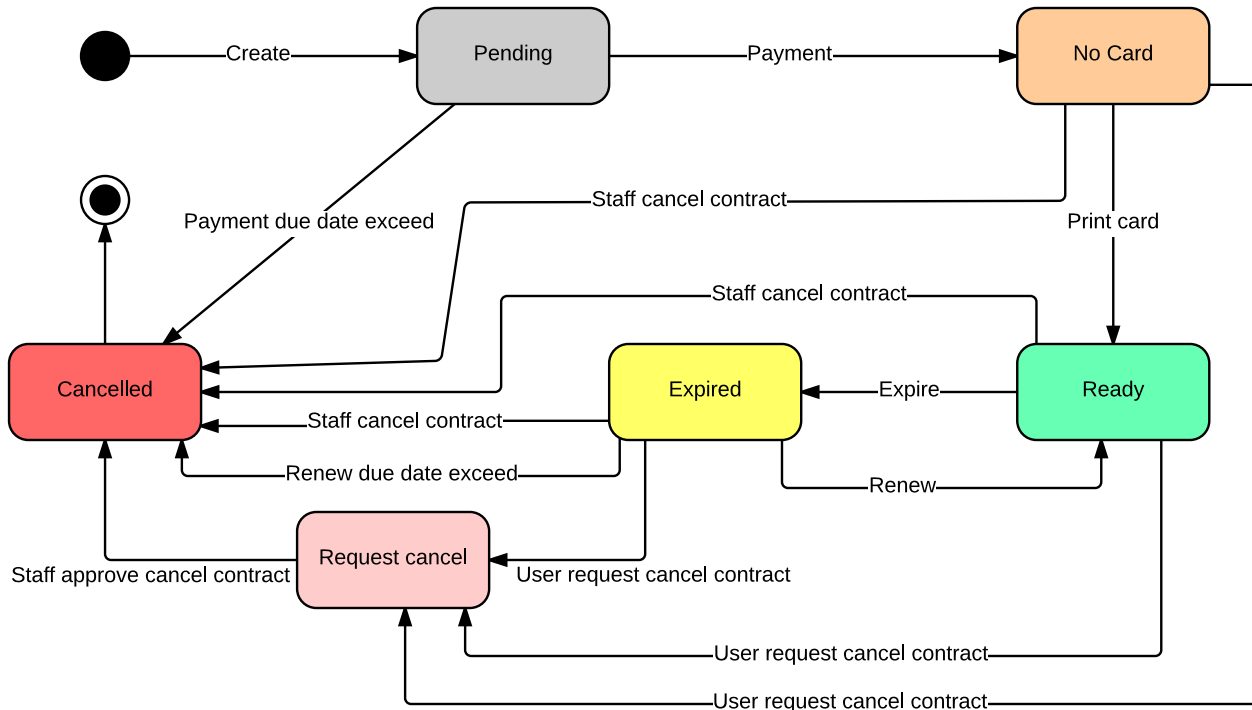 Create
Pending
Payment
No Card
Staff cancel contract
Payment due date exceed
Print card
Staff cancel contract
Cancelled
Expired
Expire
Ready
Staff cancel contract
Renew due date exceed
Renew
Request cancel
Staff approve cancel contract
User request cancel contract
User request cancel contract
User request cancel contract